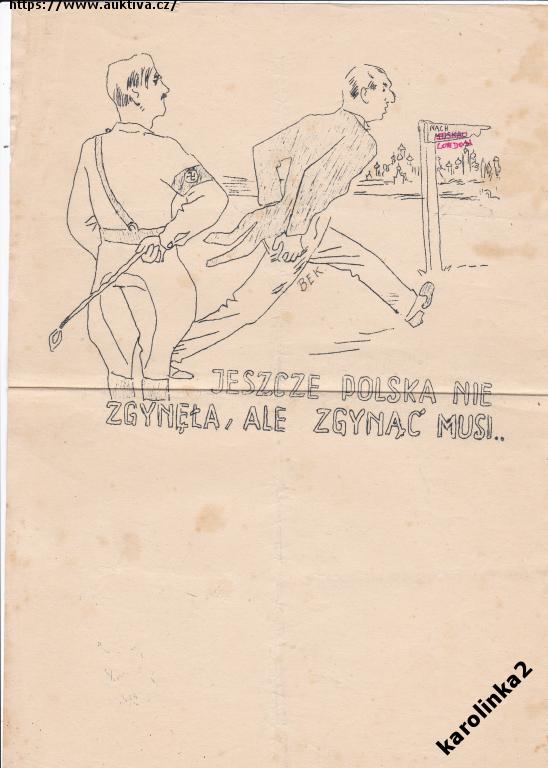 https://www.auktiva.cz/
NACH
MOSKAU
LONDON
BEK
JESZCZE POLSKA NIE
ZGYNĘŁA, ALE ZGYNĄĆ MUSI..
karolinka2